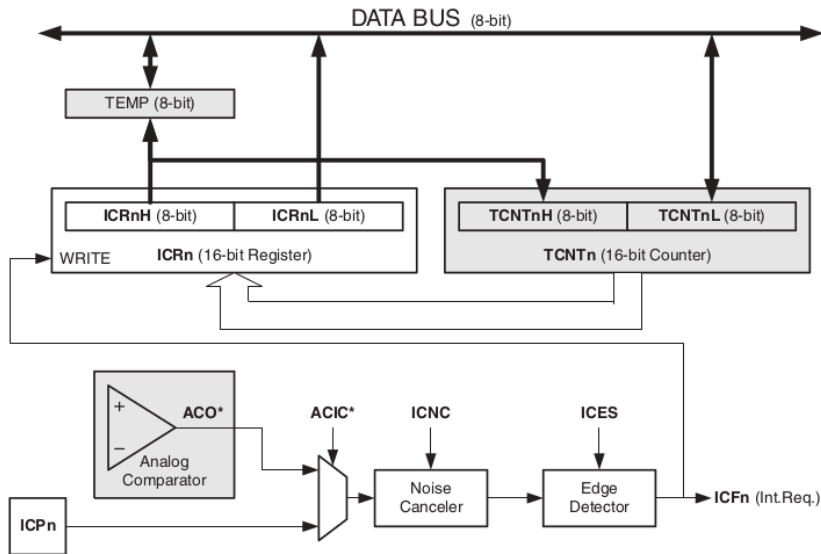 DATA BUS (8-bit)
TEMP (8-bit)
ICRnH (8-bit) ICRnL (8-bit)
TCNTnH (8-bit) TCNTnL (8-bit)
WRITE
ICRn (16-bit Register)
TCNTn (16-bit Counter)
+
−
ACO*
Analog
Comparator
ACIC*
ICNC
ICES
Noise
Canceler
Edge
Detector
ICFn (Int.Req.)
ICPn